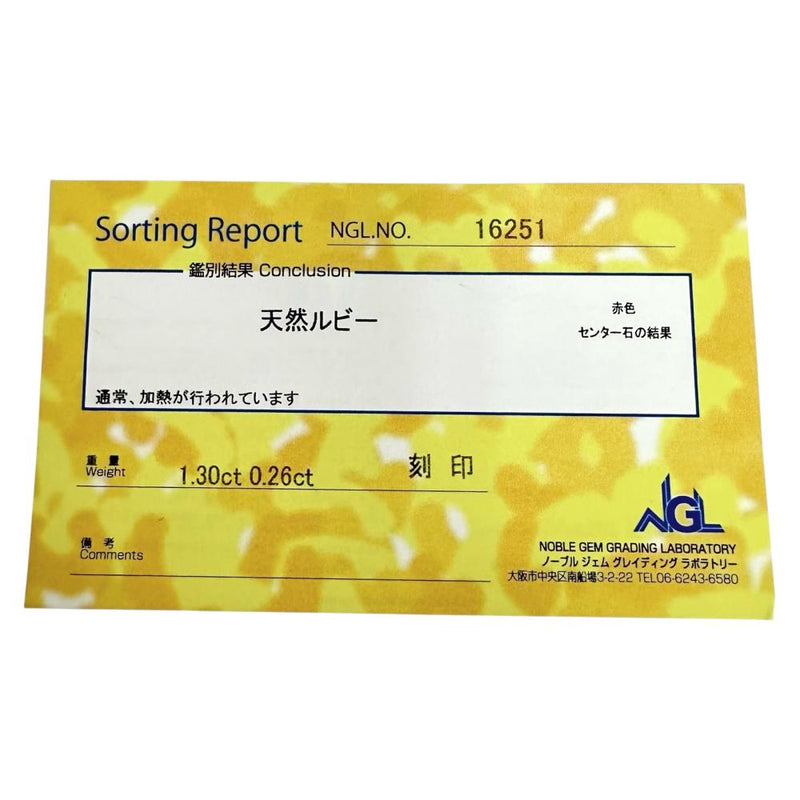 Sorting Report NGL.NO. 16251
鑑別結果 Conclusion
天然ルビー
赤色
センター石の結果
通常、加熱が行われています
重量
Weight 1.30ct 0.26ct 刻印
備考
Comments
NGL
NOBLE GEM GRADING LABORATORY
ノーブル ジェム グレイディング ラボラトリー
大阪市中央区南船場3-2-22 TEL06-6243-6580